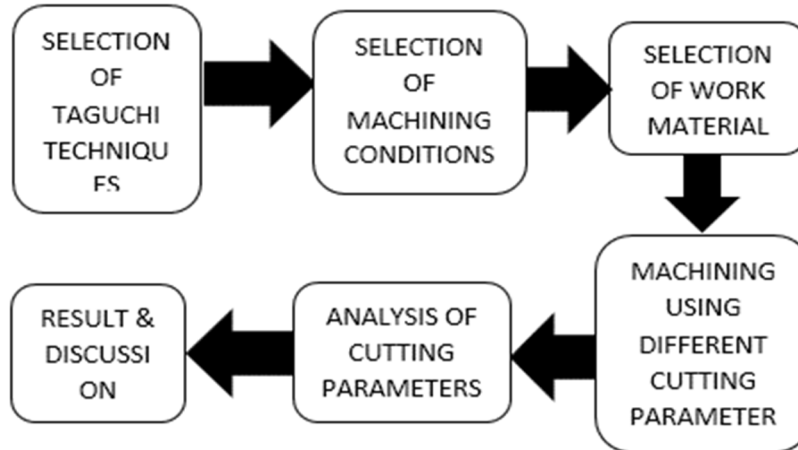 SELECTION
OF
TAGUCHI
TECHNIQU
ES
SELECTION
OF
MACHINING
CONDITIONS
SELECTION
OF WORK
MATERIAL
MACHINING
USING
DIFFERENT
CUTTING
PARAMETER
ANALYSIS OF
CUTTING
PARAMETERS
RESULT &
DISCUSSI
ON